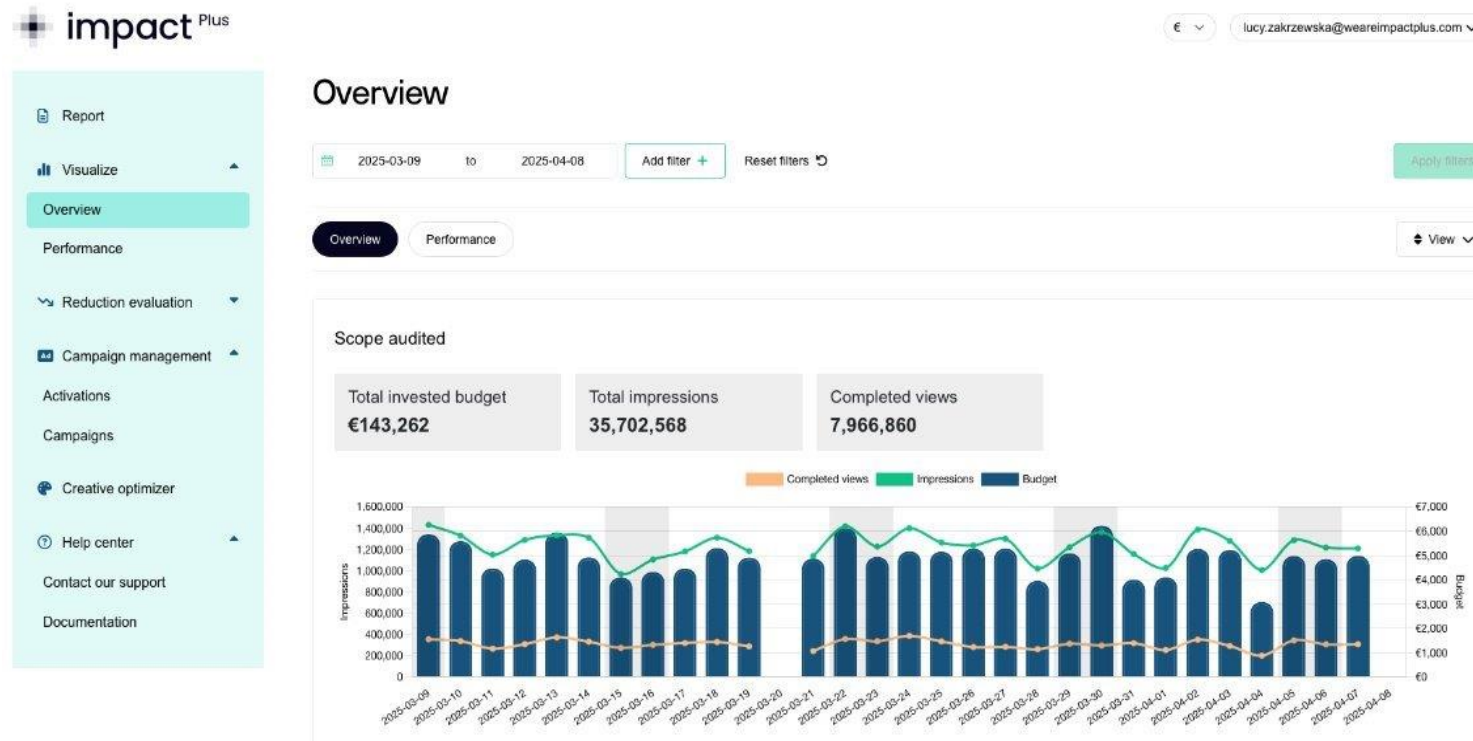 impact Plus
€
lucy.zakrzewska@weareimpactplus.com
Report
Visualize
Overview
Performance
Reduction evaluation
Ad Campaign management
Activations
Campaigns
Creative optimizer
Help center
Contact our support
Documentation
Overview
2025-03-09 to 2025-04-08 Add filter + Reset filters
Apply filters
Overview Performance
View
Scope audited
Total invested budget
€143,262
Total impressions
35,702,568
Completed views
7,966,860
Completed views Impressions Budget
Impressions
1,600,000
1,400,000
1,200,000
1,000,000
800,000
600,000
400,000
200,000
0
€7,000
€6,000
€5,000
€4,000
€3,000
€2,000
€1,000
€0
Budget
2025-03-09
2025-03-10
2025-03-11
2025-03-12
2025-03-13
2025-03-14
2025-03-15
2025-03-16
2025-03-17
2025-03-18
2025-03-19
2025-03-20
2025-03-21
2025-03-22
2025-03-23
2025-03-24
2025-03-25
2025-03-26
2025-03-27
2025-03-28
2025-03-29
2025-03-30
2025-03-31
2025-04-01
2025-04-02
2025-04-03
2025-04-04
2025-04-05
2025-04-06
2025-04-07
2025-04-08